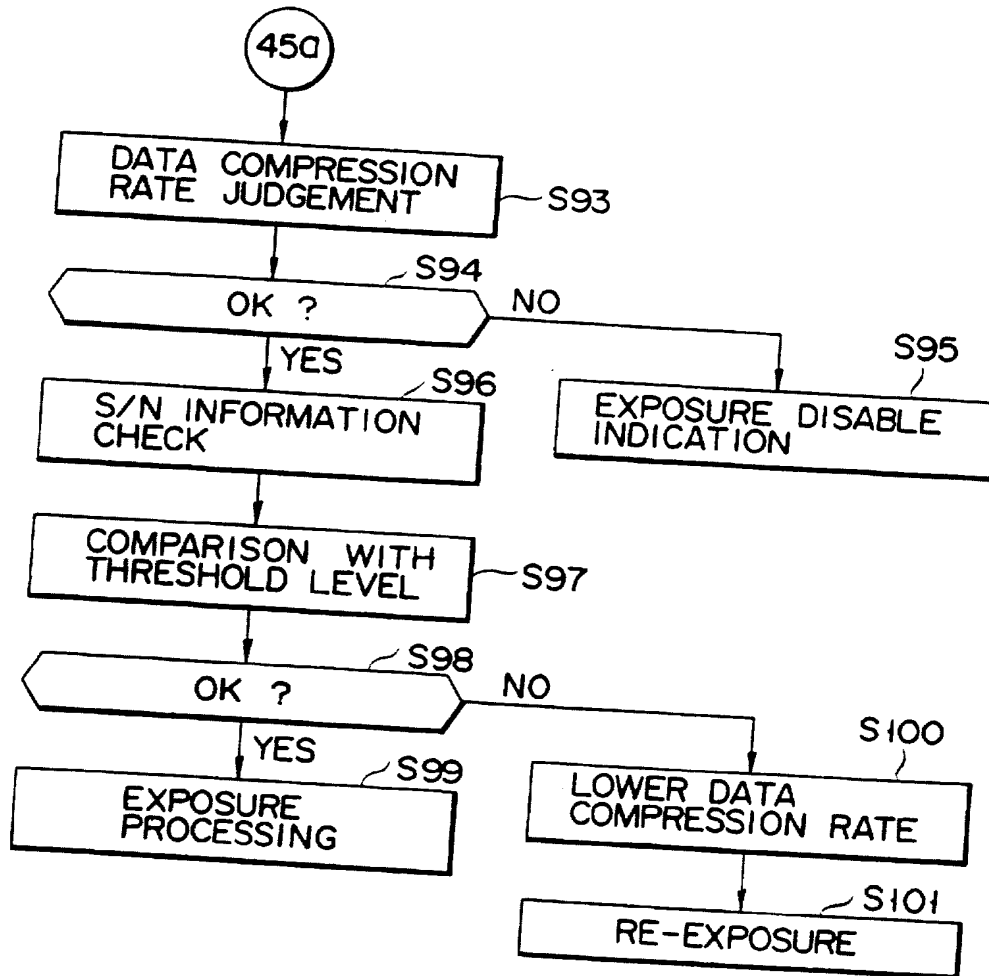 45a
DATA COMPRESSION
RATE JUDGEMENT
S93
S94
OK ?
NO
YES
S95
EXPOSURE DISABLE
INDICATION
S96
S/N INFORMATION
CHECK
COMPARISON WITH
THRESHOLD LEVEL
S97
S98
OK ?
NO
YES
S99
EXPOSURE
PROCESSING
S100
LOWER DATA
COMPRESSION RATE
S101
RE-EXPOSURE